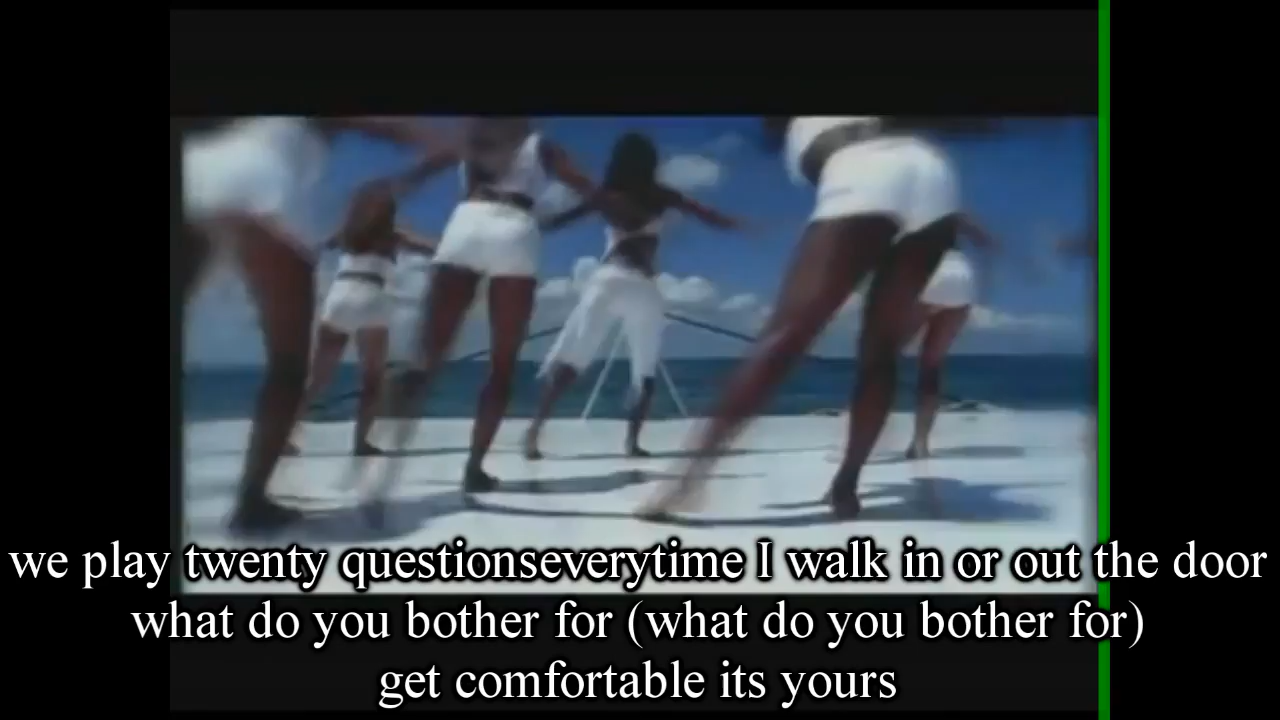 we play twenty questionseverytime I walk in or out the door
what do you bother for (what do you bother for)
get comfortable its yours